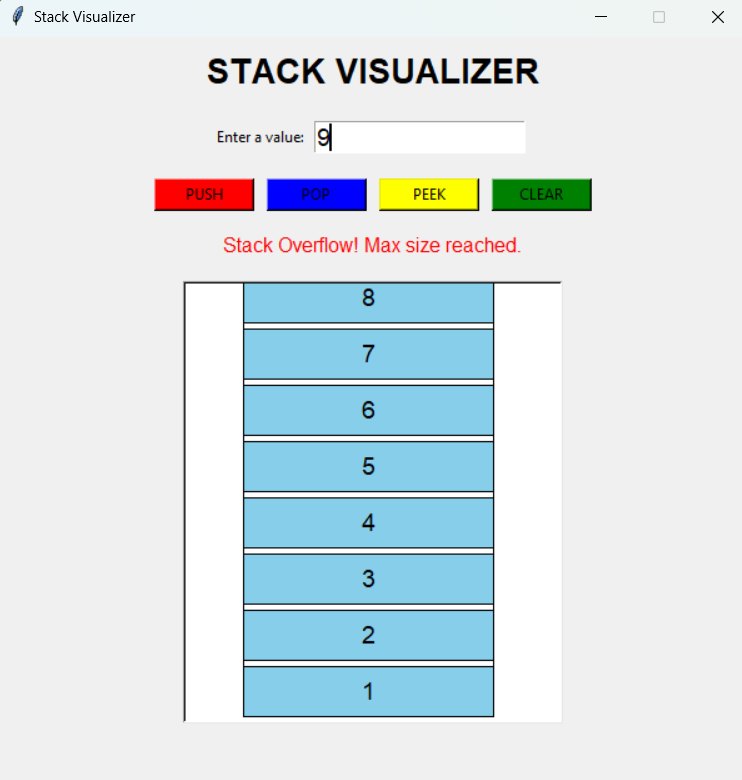 Stack Visualizer
STACK VISUALIZER
Enter a value: 9
PUSH POP PEEK CLEAR
Stack Overflow! Max size reached.
8
7
6
5
4
3
2
1